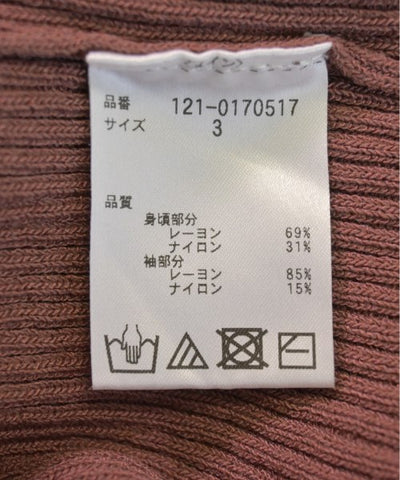 品番 121-0170517
サイズ 3
品質
身頃部分
レーヨン 69%
ナイロン 31%
袖部分
レーヨン 85%
ナイロン 15%